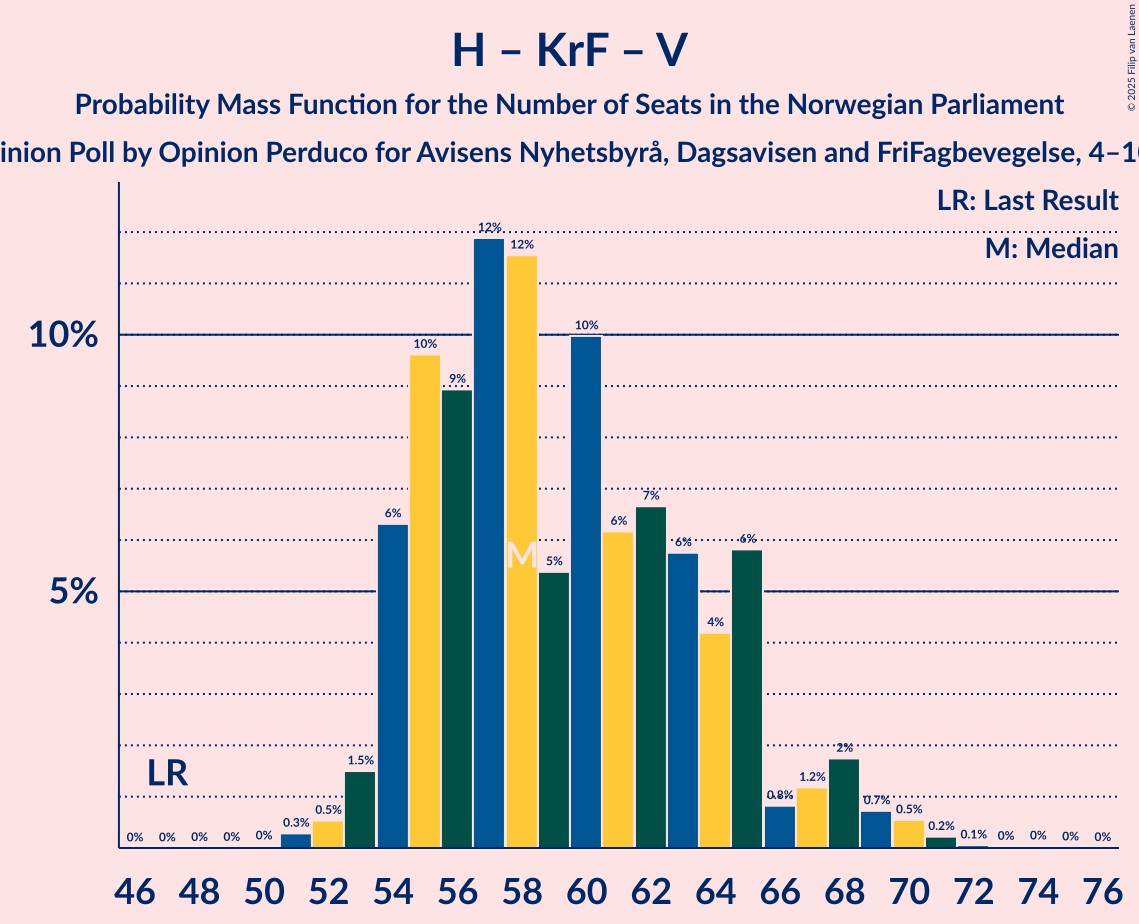 H – KrF – V
Probability Mass Function for the Number of Seats in the Norwegian Parliament
inion Poll by Opinion Perduco for Avisens Nyhetsbyrå, Dagsavisen and FriFagbevegelse, 4–10
© 2025 Filip van Laenen
LR: Last Result
M: Median
10%
5%
LR
M
0% 0% 0% 0% 0% 0.3% 0.5% 1.5% 6% 10% 9% 12% 12% 5% 10% 6% 7% 6% 4% 6% 0.8% 1.2% 2% 0.7% 0.5% 0.2% 0.1% 0% 0% 0% 0%
46 48 50 52 54 56 58 60 62 64 66 68 70 72 74 76